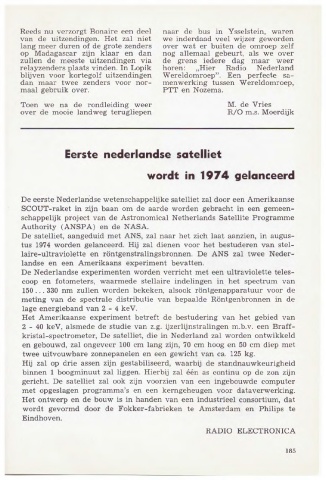 Reeds nu verzorgt Bonaire een deel
van de uitzendingen. Het zal niet
lang meer duren of de grote zenders
op Madagascar zijn klaar en dan
zullen de meeste uitzendingen via
relayzenders plaats vinden. In Lopik
blijven voor kortegolf uitzendingen
dan maar twee zenders voor nor-
maal gebruik over.
Toen we na de rondleiding weer
over de mooie landweg terugliepen
naar de bus in Ysselstein, waren
we inderdaad veel wijzer geworden
over wat er buiten de omroep zelf
nog allemaal omgaat, als we over
de grens iedere dag maar weer
horen: „Hier Radio Nederland
Wereldomroep". Een perfecte sa-
menwerking tussen Wereldomroep,
PTT en Nozema.
M. de Vries
R/O m.s. Moerdijk
Eerste nederlandse satelliet
wordt in 1974 gelanceerd
De eerste Nederlandse wetenschappelijke satelliet zal door een Amerikaanse
SCOUT-raket in zijn baan om de aarde worden gebracht in een gemeen-
schappelijk project van de Astronomical Netherlands Satellite Programme
Authority (ANSPA) en de NASA.
De satelliet, aangeduid met ANS, zal naar het zich laat aanzien, in augus-
tus 1974 worden gelanceerd. Hij zal dienen voor het bestuderen van stel-
laire-ultraviolette en röntgenstralingsbronnen. De ANS zal twee Neder-
landse en een Amerikaans experiment bevatten.
De Nederlandse experimenten worden verricht met een ultraviolette teles-
coop en fotometers, waarmede stellaire indelingen in het spectrum van
150 ... 330 nm zullen worden bekeken, alsook röntgenapparatuur voor de
meting van de spectrale distributie van bepaalde Röntgenbronnen in de
lage energieband van 2 - 4 keV.
Het Amerikaanse experiment betreft de bestudering van het gebied van
2 - 40 keV, alsmede de studie van z.g. ijzerlijnstralingen m.b.v. een Braff-
kristal-spectrometer, De satelliet, die in Nederland zal worden ontwikkeld
en gebouwd, zal ongeveer 100 cm lang zijn, 70 cm hoog en 80 cm diep met
twee uitvouwbare zonnepanelen en een gewicht van ca. 125 kg.
Hij zal op drie assen zijn gestabiliseerd, waarbij de standnauwkeurigheid
binnen 1 boogminuut zal liggen. Hierbij zal één as continu op de zon zijn
gericht. De satelliet zal ook zijn voorzien van een ingebouwde computer
met opgeslagen programma's en een kerngeheugen voor dataverwerking.
Het ontwerp en de bouw is in handen van een industrieel consortium, dat
wordt gevormd door de Fokker-fabrieken te Amsterdam en Philips te
Eindhoven.
RADIO ELECTRONICA
185